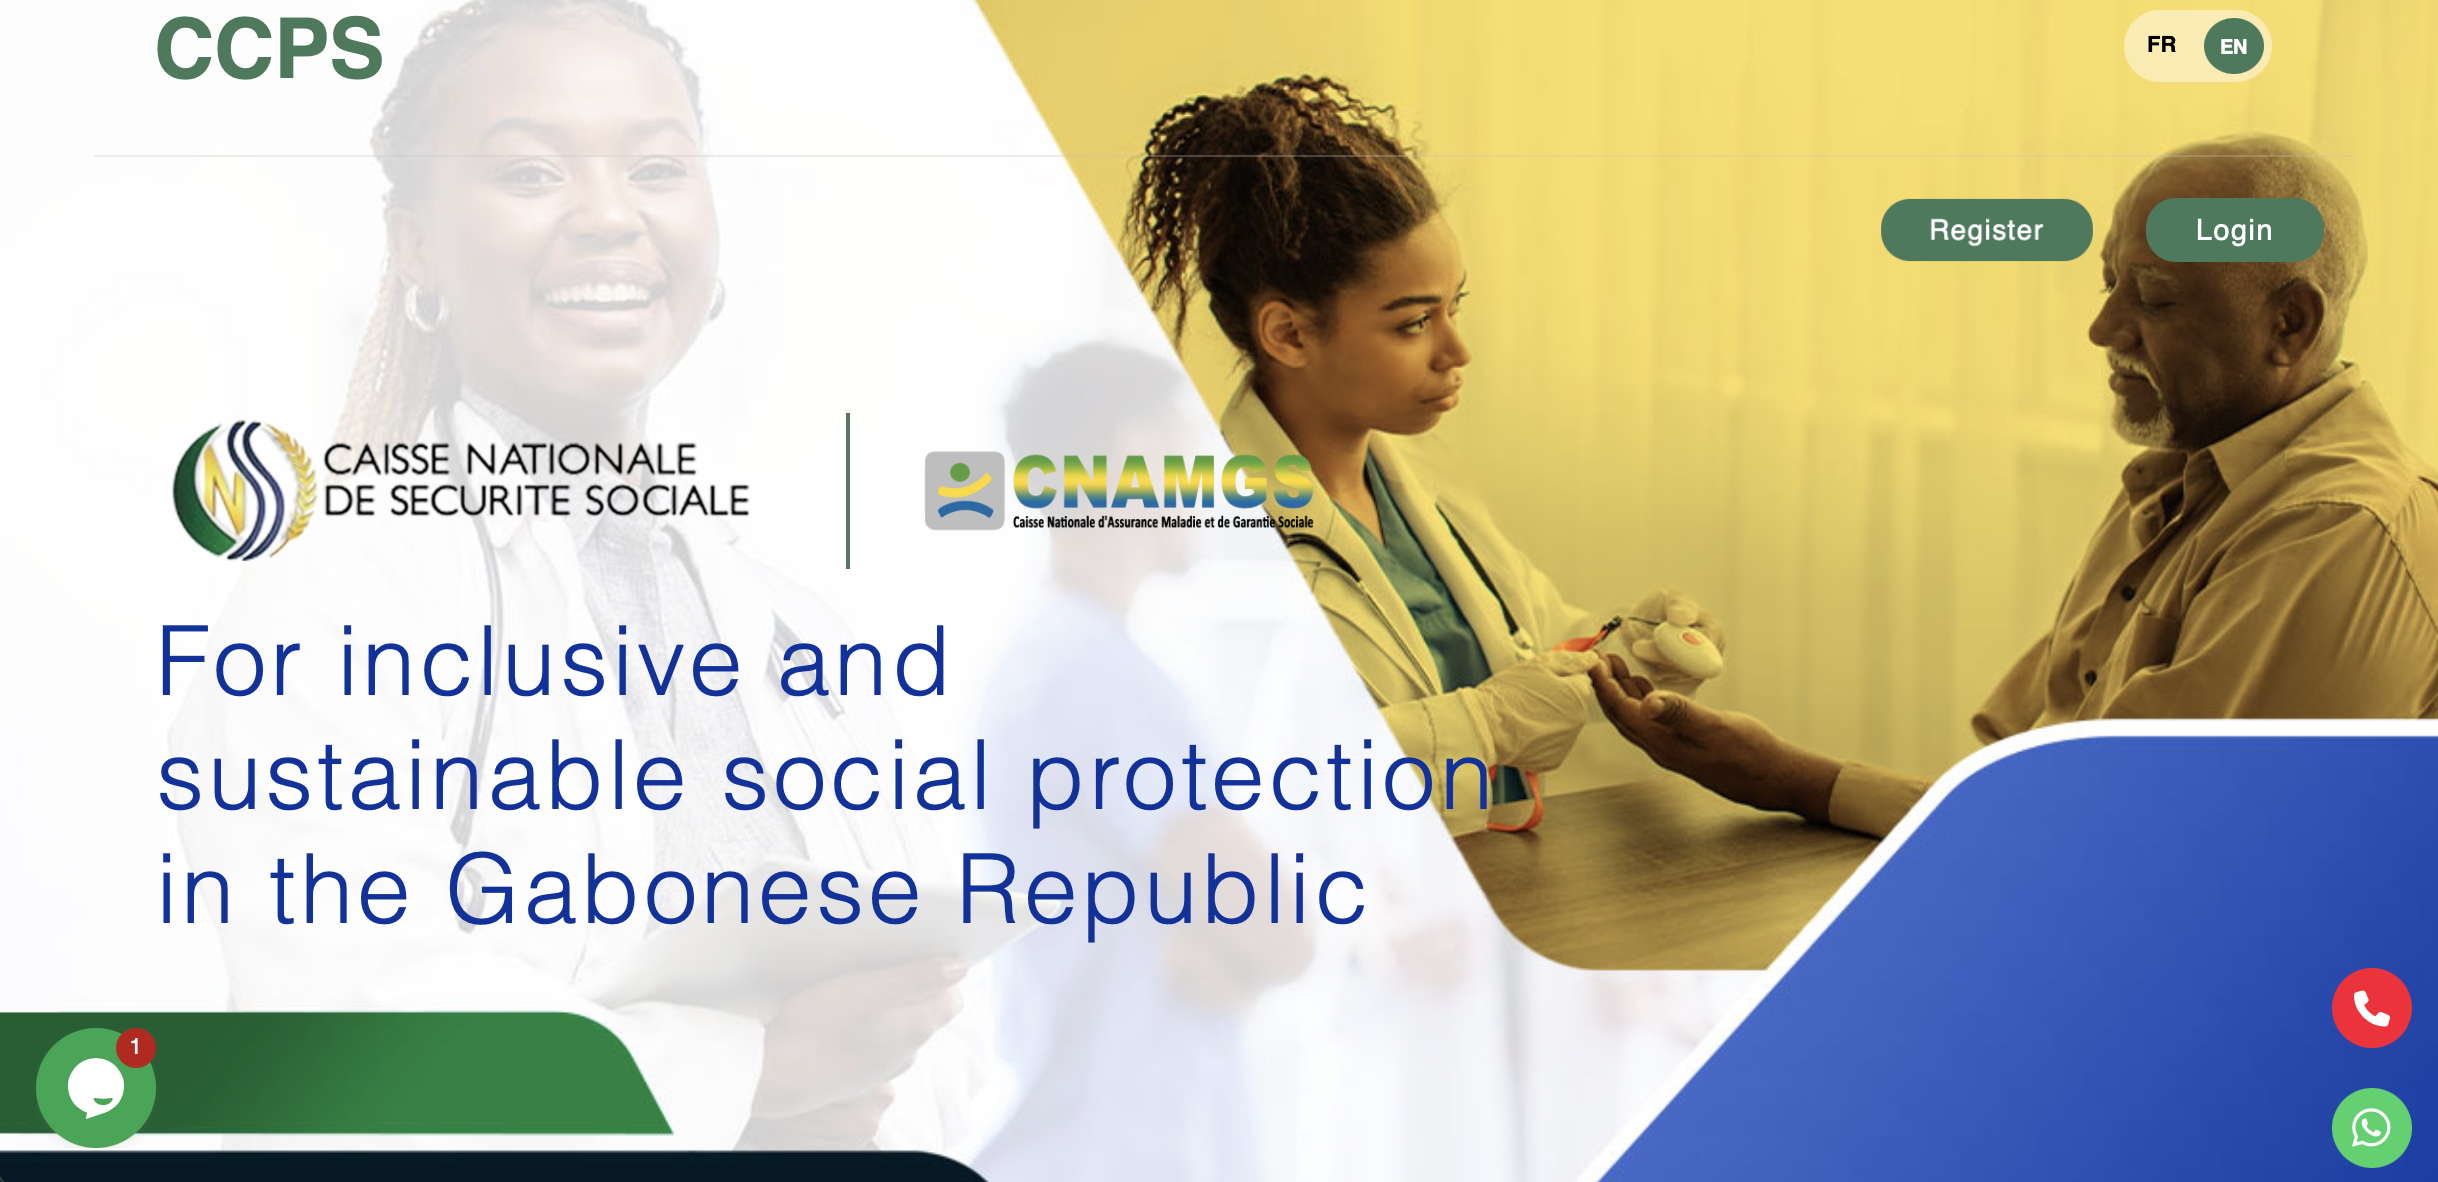 CCPS
FR
EN
Register
Login
CAISSE NATIONALE
DE SECURITE SOCIALE
CNAMGS
Caisse Nationale d'Assurance Maladie et de Garantie Sociale
For inclusive and
sustainable social protection
in the Gabonese Republic
1